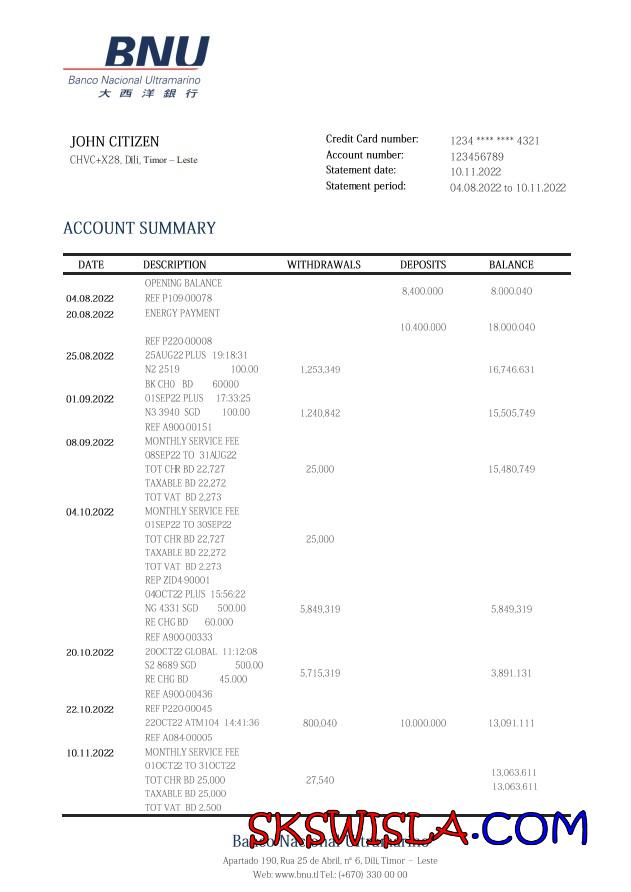 BNU
Banco Nacional Ultramarino
大西洋銀行
JOHN CITIZEN
CHVC+X28, Dili, Timor – Leste
Credit Card number: 1234 **** **** 4321
Account number: 123456789
Statement date: 10.11.2022
Statement period: 04.08.2022 to 10.11.2022
ACCOUNT SUMMARY
DATE DESCRIPTION WITHDRAWALS DEPOSITS BALANCE
OPENING BALANCE
8,400.000 8.000.040
04.08.2022 REF P109-00078
20.08.2022 ENERGY PAYMENT
10.400.000 18.000.040
REF P220-00008
25.08.2022 25AUG22 PLUS 19:18:31
N2 2519 100.00 1,253,349 16,746.631
BK CHO BD 60000
01.09.2022 01SEP22 PLUS 17:33:25
N3 3940 SGD 100.00 1,240,842 15,505,749
REF A900-00151
08.09.2022 MONTHLY SERVICE FEE
08SEP22 TO 31AUG22
TOT CHR BD 22,727 25,000 15,480,749
TAXABLE BD 22,272
TOT VAT BD 2,273
04.10.2022 MONTHLY SERVICE FEE
01SEP22 TO 30SEP22
TOT CHR BD 22,727 25,000
TAXABLE BD 22,272
TOT VAT BD 2,273
REP ZID4-90001
04OCT22 PLUS 15:56:22
NG 4331 SGD 500.00 5,849,319 5,849,319
RE CHG BD 60.000
REF A900-00333
20.10.2022 20OCT22 GLOBAL 11:12:08
S2 8689 SGD 500.00
5,715,319 3,891.131
RE CHG BD 45.000
REF A900-00436
22.10.2022 REF P220-00045
22OCT22 ATM104 14:41:36 800,040 10.000.000 13,091.111
REF A084-00005
10.11.2022 MONTHLY SERVICE FEE
01OCT22 TO 31OCT22
13,063.611
TOT CHR BD 25,000 27,540
13,063.611
TAXABLE BD 25,000
TOT VAT BD 2,500
SKSWISLA.COM
Banco Nacional Ultramarino
Apartado 190, Rua 25 de Abril, nº 6, Dili, Timor – Leste
Web: www.bnu.tl Tel.: (+670) 330 00 00